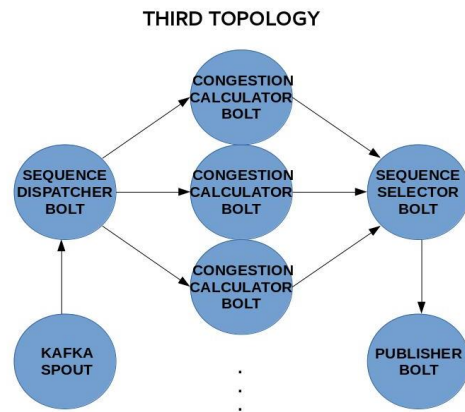 THIRD TOPOLOGY
CONGESTION
CALCULATOR
BOLT
SEQUENCE
DISPATCHER
BOLT
CONGESTION
CALCULATOR
BOLT
SEQUENCE
SELECTOR
BOLT
CONGESTION
CALCULATOR
BOLT
KAFKA
SPOUT
PUBLISHER
BOLT
.
.
.